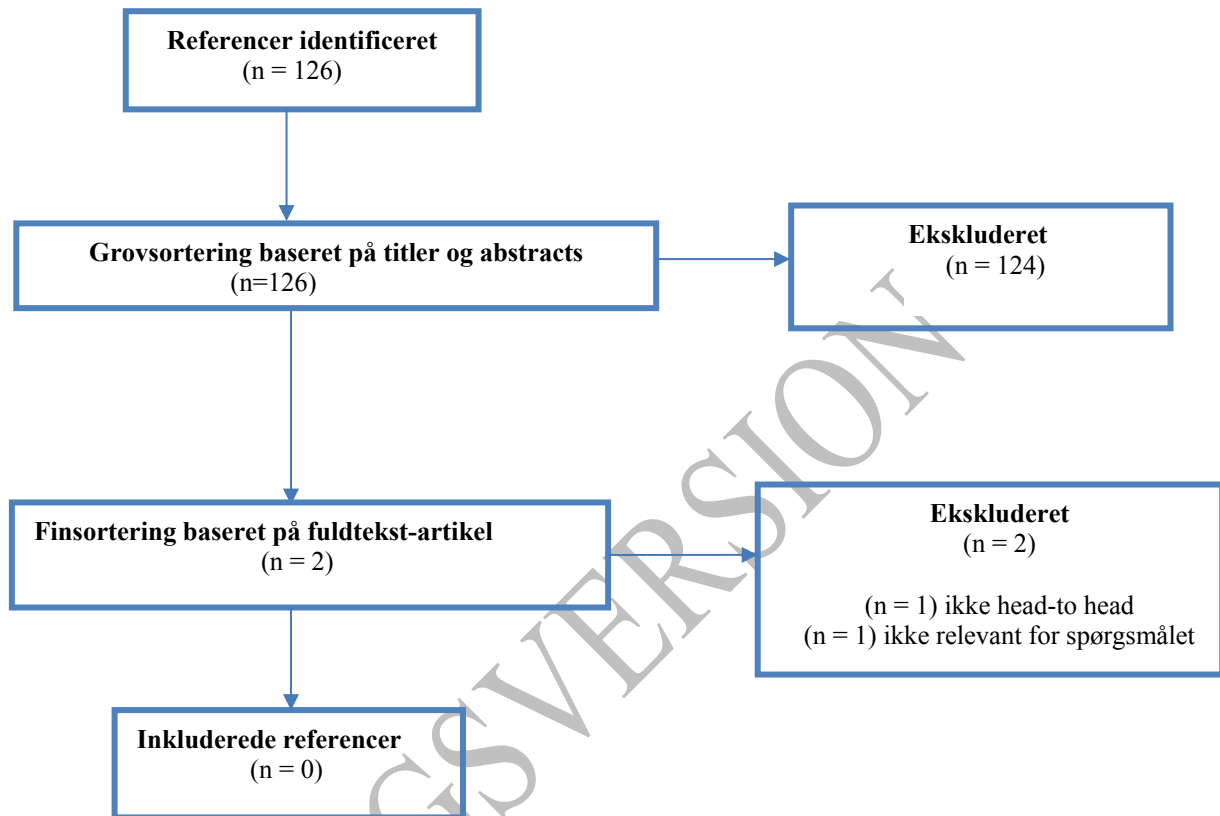 Referencer identificeret
(n = 126)
Grovsortering baseret på titler og abstracts
(n=126)
Ekskluderet
(n = 124)
Finsortering baseret på fuldtekst-artikel
(n = 2)
Ekskluderet
(n = 2)
(n = 1) ikke head-to head
(n = 1) ikke relevant for spørgsmålet
Inkluderede referencer
(n = 0)
GSVERSION